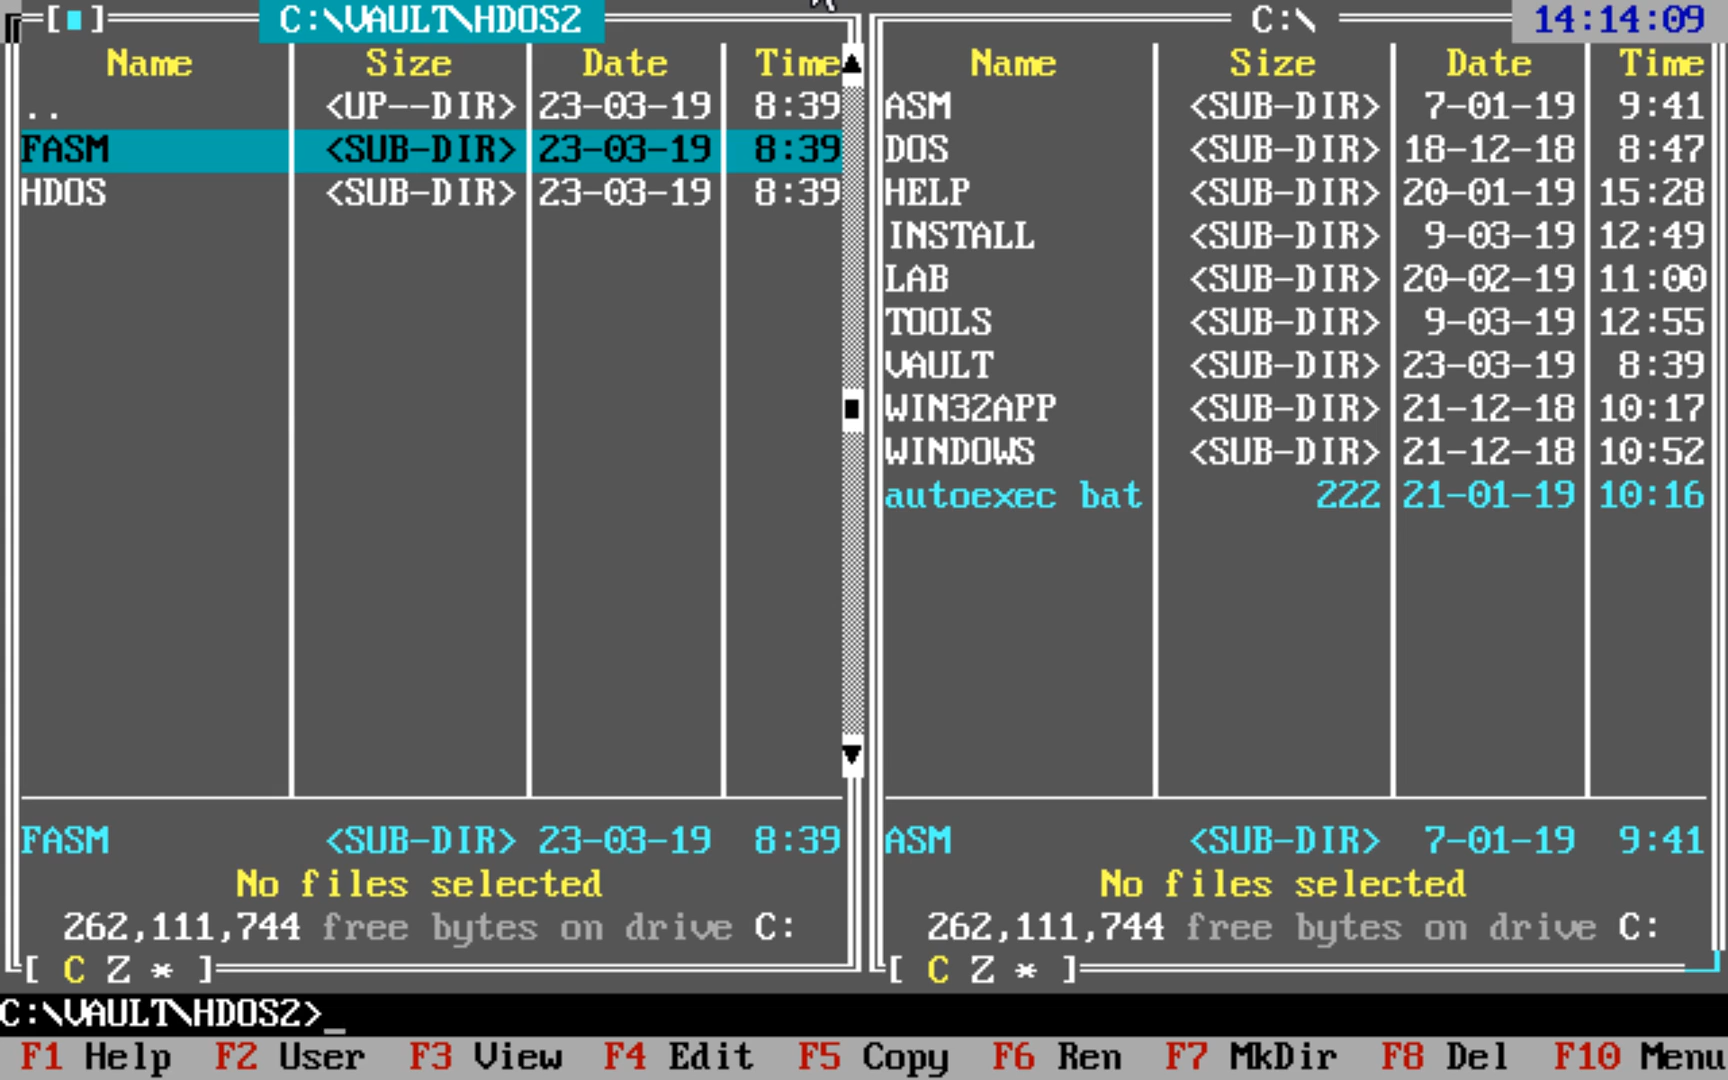 [■] C:\VAULT\HDOS2
Name Size Date Time
.. <UP--DIR> 23-03-19 8:39
FASM <SUB-DIR> 23-03-19 8:39
HDOS <SUB-DIR> 23-03-19 8:39
FASM <SUB-DIR> 23-03-19 8:39
No files selected
262,111,744 free bytes on drive C:
[ C Z * ]
C:\ 14:14:09
Name Size Date Time
ASM <SUB-DIR> 7-01-19 9:41
DOS <SUB-DIR> 18-12-18 8:47
HELP <SUB-DIR> 20-01-19 15:28
INSTALL <SUB-DIR> 9-03-19 12:49
LAB <SUB-DIR> 20-02-19 11:00
TOOLS <SUB-DIR> 9-03-19 12:55
VAULT <SUB-DIR> 23-03-19 8:39
WIN32APP <SUB-DIR> 21-12-18 10:17
WINDOWS <SUB-DIR> 21-12-18 10:52
autoexec bat 222 21-01-19 10:16
ASM <SUB-DIR> 7-01-19 9:41
No files selected
262,111,744 free bytes on drive C:
[ C Z * ]
C:\VAULT\HDOS2>_
F1 Help F2 User F3 View F4 Edit F5 Copy F6 Ren F7 MkDir F8 Del F10 Menu